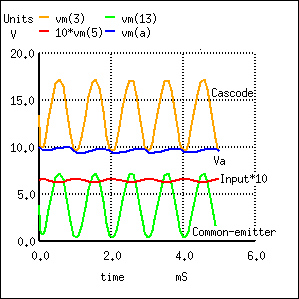 Units vm(3) vm(13)
V 10*vm(5) vm(a)
20.0
15.0
Cascode
10.0
Va
Input*10
5.0
Common-emitter
0.0
0.0 2.0 4.0 6.0
time mS